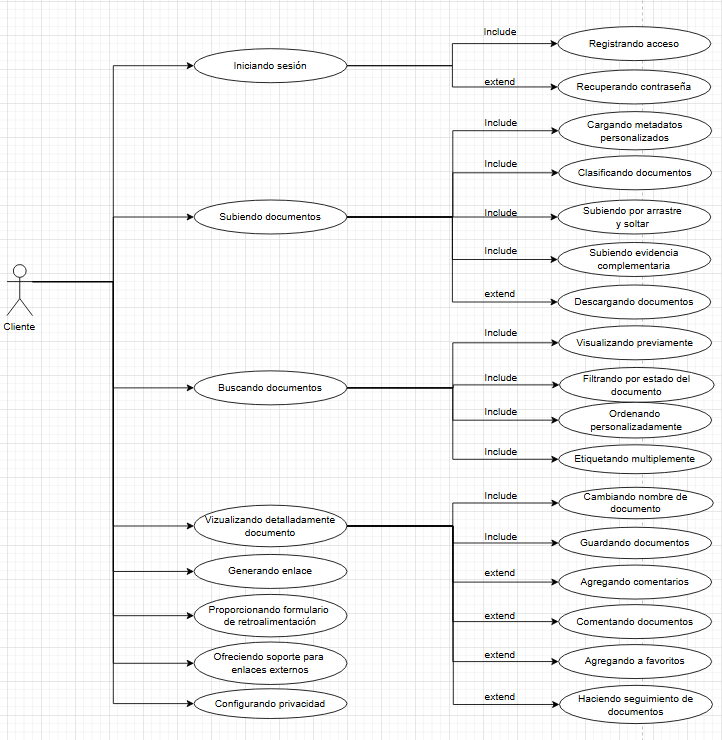 Include
Registrando acceso
Iniciando sesión
extend
Recuperando contraseña
Include
Cargando metadatos
personalizados
Include
Clasificando documentos
Subiendo documentos
Include
Subiendo por arrastre
y soltar
Include
Subiendo evidencia
complementaria
extend
Descargando documentos
Cliente
Include
Visualizando previamente
Buscando documentos
Include
Filtrando por estado del
documento
Include
Ordenando
personalizadamente
Include
Etiquetando multiplemente
Include
Cambiando nombre de
documento
Vizualizando detalladamente
documento
Include
Guardando documentos
Generando enlace
extend
Agregando comentarios
Proporcionando formulario
de retroalimentación
extend
Comentando documentos
Ofreciendo soporte para
enlaces externos
extend
Agregando a favoritos
Configurando privacidad
extend
Haciendo seguimiento de
documentos